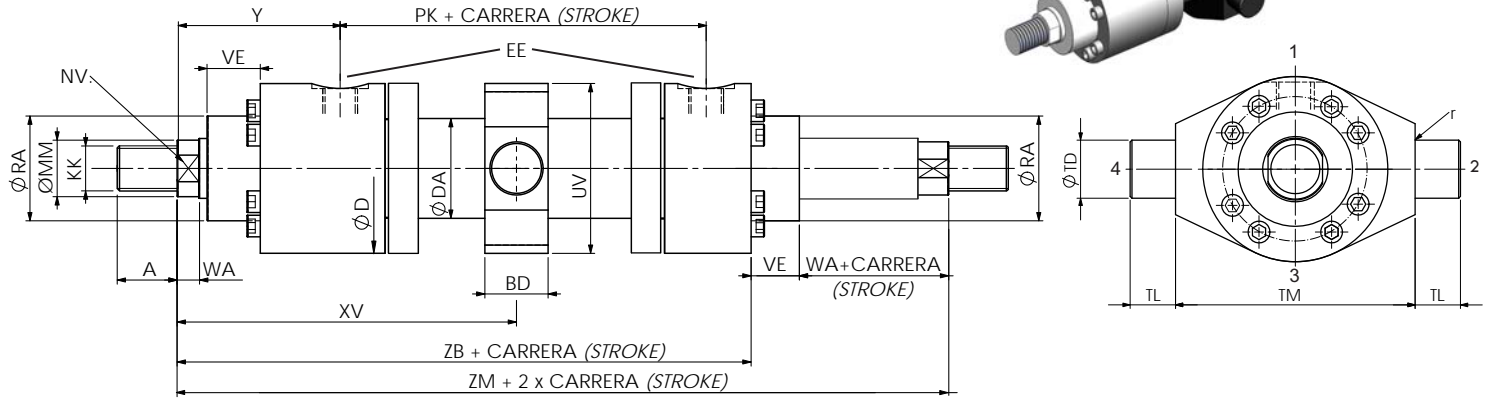 Y
PK + CARRERA (STROKE)
VE
EE
NV.
ØRA
ØMM
KK
ØD
ØDA
UV
ØRA
A
WA
BD
VE
WA+CARRERA
(STROKE)
XV
ZB + CARRERA (STROKE)
ZM + 2 x CARRERA (STROKE)
1
r
ØTD
4
2
3
TL
TM
TL